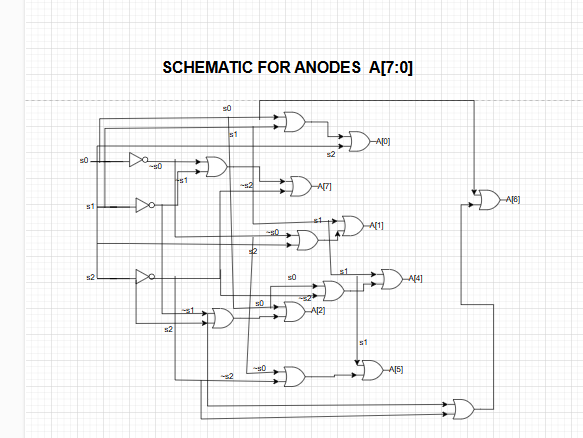 SCHEMATIC FOR ANODES A[7:0]
s0
s1
A[0]
s2
s0
~s0
~s1
~s2
A[7]
s1
A[6]
s1
A[1]
~s0
s2
s1
s2
s0
A[4]
~s2
s0
~s1
A[2]
s2
s1
~s0
A[5]
~s2